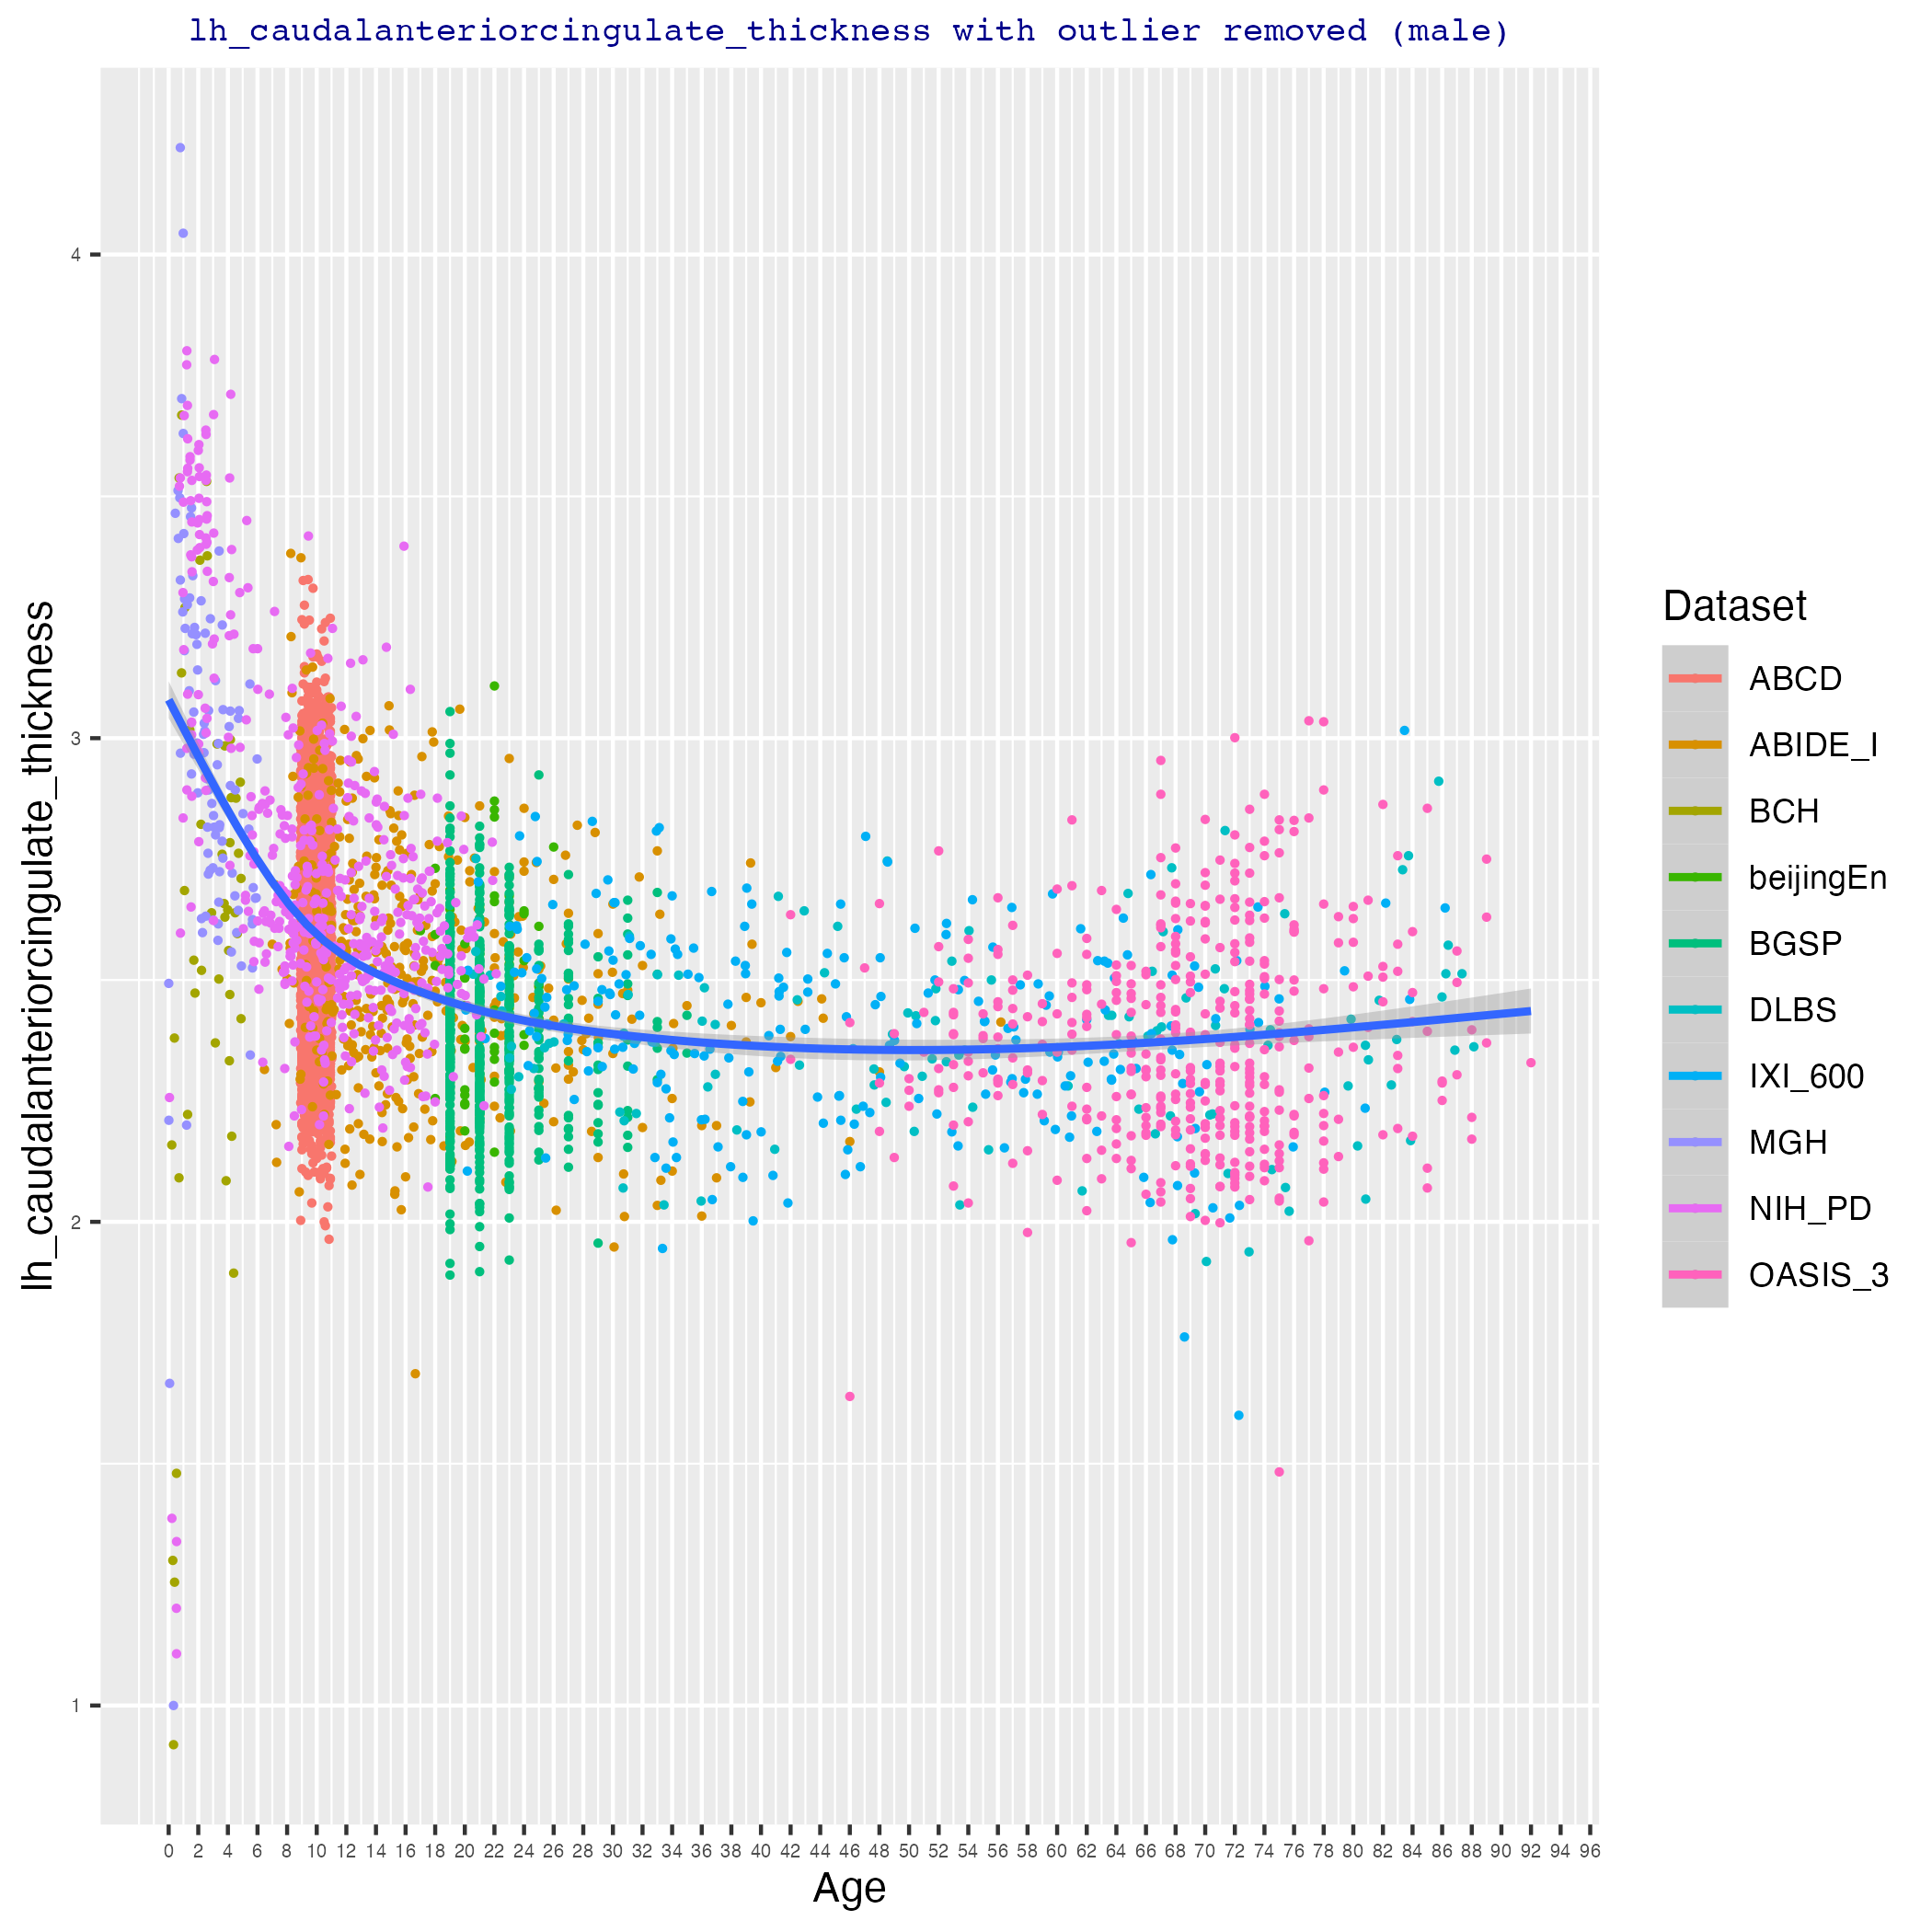 lh_caudalanteriorcingulate_thickness with outlier removed (male)
lh_caudalanteriorcingulate_thickness
4
3
2
1
0 2 4 6 8 10 12 14 16 18 20 22 24 26 28 30 32 34 36 38 40 42 44 46 48 50 52 54 56 58 60 62 64 66 68 70 72 74 76 78 80 82 84 86 88 90 92 94 96
Age
Dataset
ABCD
ABIDE_I
BCH
beijingEn
BGSP
DLBS
IXI_600
MGH
NIH_PD
OASIS_3